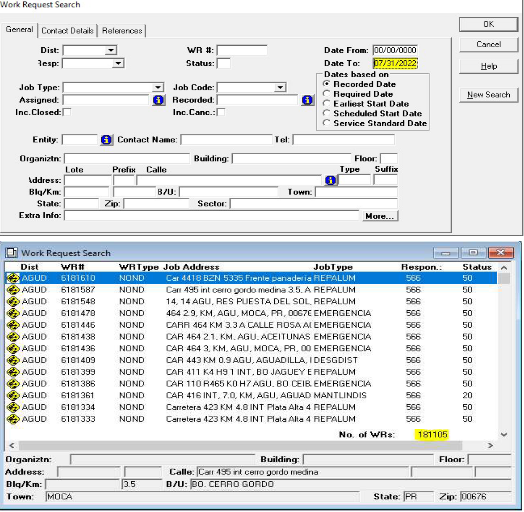 Work Request Search
General Contact Details References
OK
Cancel
Help
New Search
Dist: WR #: Date From: 00/00/0000
Resp: Status: Date To: 07/31/2022
Dates based on
Recorded Date
Required Date
Earliest Start Date
Scheduled Start Date
Service Standard Date
Job Type: Job Code:
Assigned: Recorded:
Inc.Closed: Inc.Canc.:
Entity: Contact Name: Tel:
Organiztn: Building: Floor:
Lote Prefix Calle Type Suffix
Address:
Blq/Km: B/U: Town:
State: Zip: Sector:
Extra Info: More...
Work Request Search
Dist WR# WRType Job Address JobType Respon.: Status
AGUD 6181610 NOND Car 4418 BZN 5335 Frente panaderia REPALUM 566 50
AGUD 6181587 NOND Carr 495 int cerro gordo medina 3.5. A REPALUM 566 50
AGUD 6181548 NOND 14, 14 AGU, RES PUESTA DEL SOL, REPALUM 566 50
AGUD 6181478 NOND 464 2.9, KM, AGU, MOCA, PR, 00676 EMERGENCIA 566 50
AGUD 6181446 NOND CARR 464 KM 3.3 A CALLE ROSA AI EMERGENCIA 566 50
AGUD 6181438 NOND CAR 464 2.1, KM, AGU, ACEITUNAS EMERGENCIA 566 50
AGUD 6181436 NOND CAR 464 3, KM, AGU, MOCA, PR, 00 EMERGENCIA 566 50
AGUD 6181409 NOND CAR 443 KM 0.9 AGU, AGUADILLA, I DESGDIST 566 50
AGUD 6181399 NOND CAR 411 K4 H9 1 INT, BO JAGUEY E REPALUM 566 50
AGUD 6181386 NOND CAR 110 R465 K0 H7 AGU, BO CEIB. EMERGENCIA 566 50
AGUD 6181361 NOND CAR 416 INT, 7.0, KM, AGU, AGUAD MANTLINDIS 566 20
AGUD 6181334 NOND Carretera 423 KM 4.8 INT Plata Alta 4 REPALUM 566 50
AGUD 6181333 NOND Carretera 423 KM 4.8 INT Plata Alta 4 REPALUM 566 50
No. of WRs: 181105
Organiztn: Building: Floor:
Address: Calle: Carr 495 int cerro gordo medina
Blq/Km: 3.5 B/U: BO. CERRO GORDO
Town: MOCA State: PR Zip: 00676